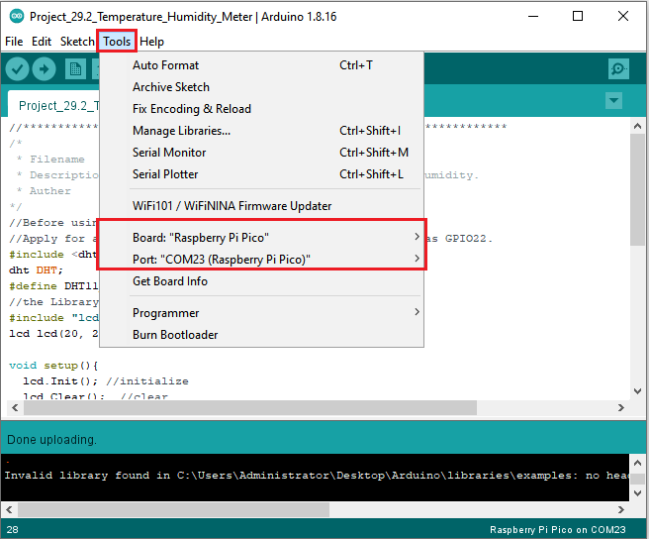 Project_29.2_Temperature_Humidity_Meter | Arduino 1.8.16
File Edit Sketch Tools Help
Auto Format Ctrl+T
Archive Sketch
Fix Encoding & Reload
Manage Libraries... Ctrl+Shift+I
Serial Monitor Ctrl+Shift+M
Serial Plotter Ctrl+Shift+L
WiFi101 / WiFiNINA Firmware Updater
Board: "Raspberry Pi Pico"
Port: "COM23 (Raspberry Pi Pico)"
Get Board Info
Programmer
Burn Bootloader
Project_29.2_T
//*********** ***************
/*
* Filename
* Descriptio umidity.
* Auther
*/
//Before usin
//Apply for a as GPIO22.
#include <dht
dht DHT;
#define DHT11
//the Library
#include "lcd
lcd lcd(20, 2
void setup(){
lcd.Init(); //initialize
lcd.Clear(); //clear
Done uploading.
Invalid library found in C:\Users\Administrator\Desktop\Arduino\libraries\examples: no hea
28 Raspberry Pi Pico on COM23